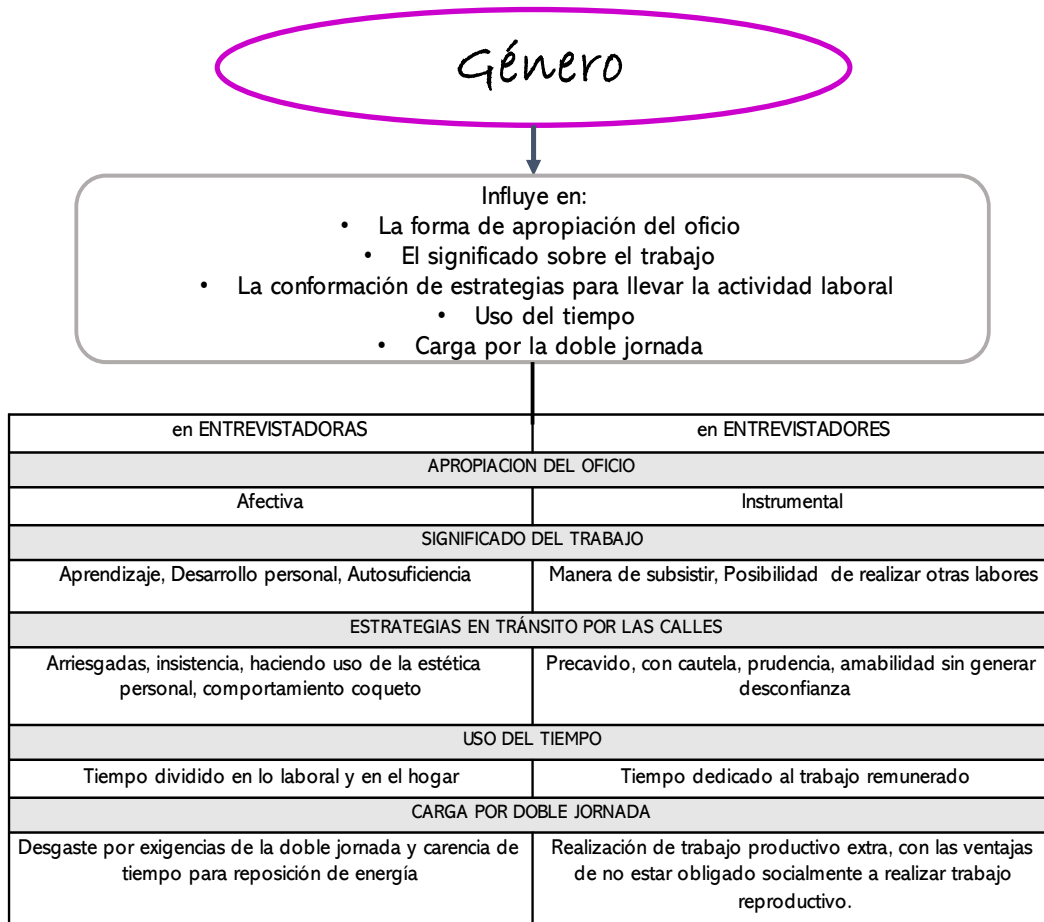 Género
Influye en:
• La forma de apropiación del oficio
• El significado sobre el trabajo
• La conformación de estrategias para llevar la actividad laboral
• Uso del tiempo
• Carga por la doble jornada
en ENTREVISTADORAS
en ENTREVISTADORES
APROPIACION DEL OFICIO
Afectiva
Instrumental
SIGNIFICADO DEL TRABAJO
Aprendizaje, Desarrollo personal, Autosuficiencia
Manera de subsistir, Posibilidad de realizar otras labores
ESTRATEGIAS EN TRÁNSITO POR LAS CALLES
Arriesgadas, insistencia, haciendo uso de la estética
personal, comportamiento coqueto
Precavido, con cautela, prudencia, amabilidad sin generar
desconfianza
USO DEL TIEMPO
Tiempo dividido en lo laboral y en el hogar
Tiempo dedicado al trabajo remunerado
CARGA POR DOBLE JORNADA
Desgaste por exigencias de la doble jornada y carencia de
tiempo para reposición de energía
Realización de trabajo productivo extra, con las ventajas
de no estar obligado socialmente a realizar trabajo
reproductivo.